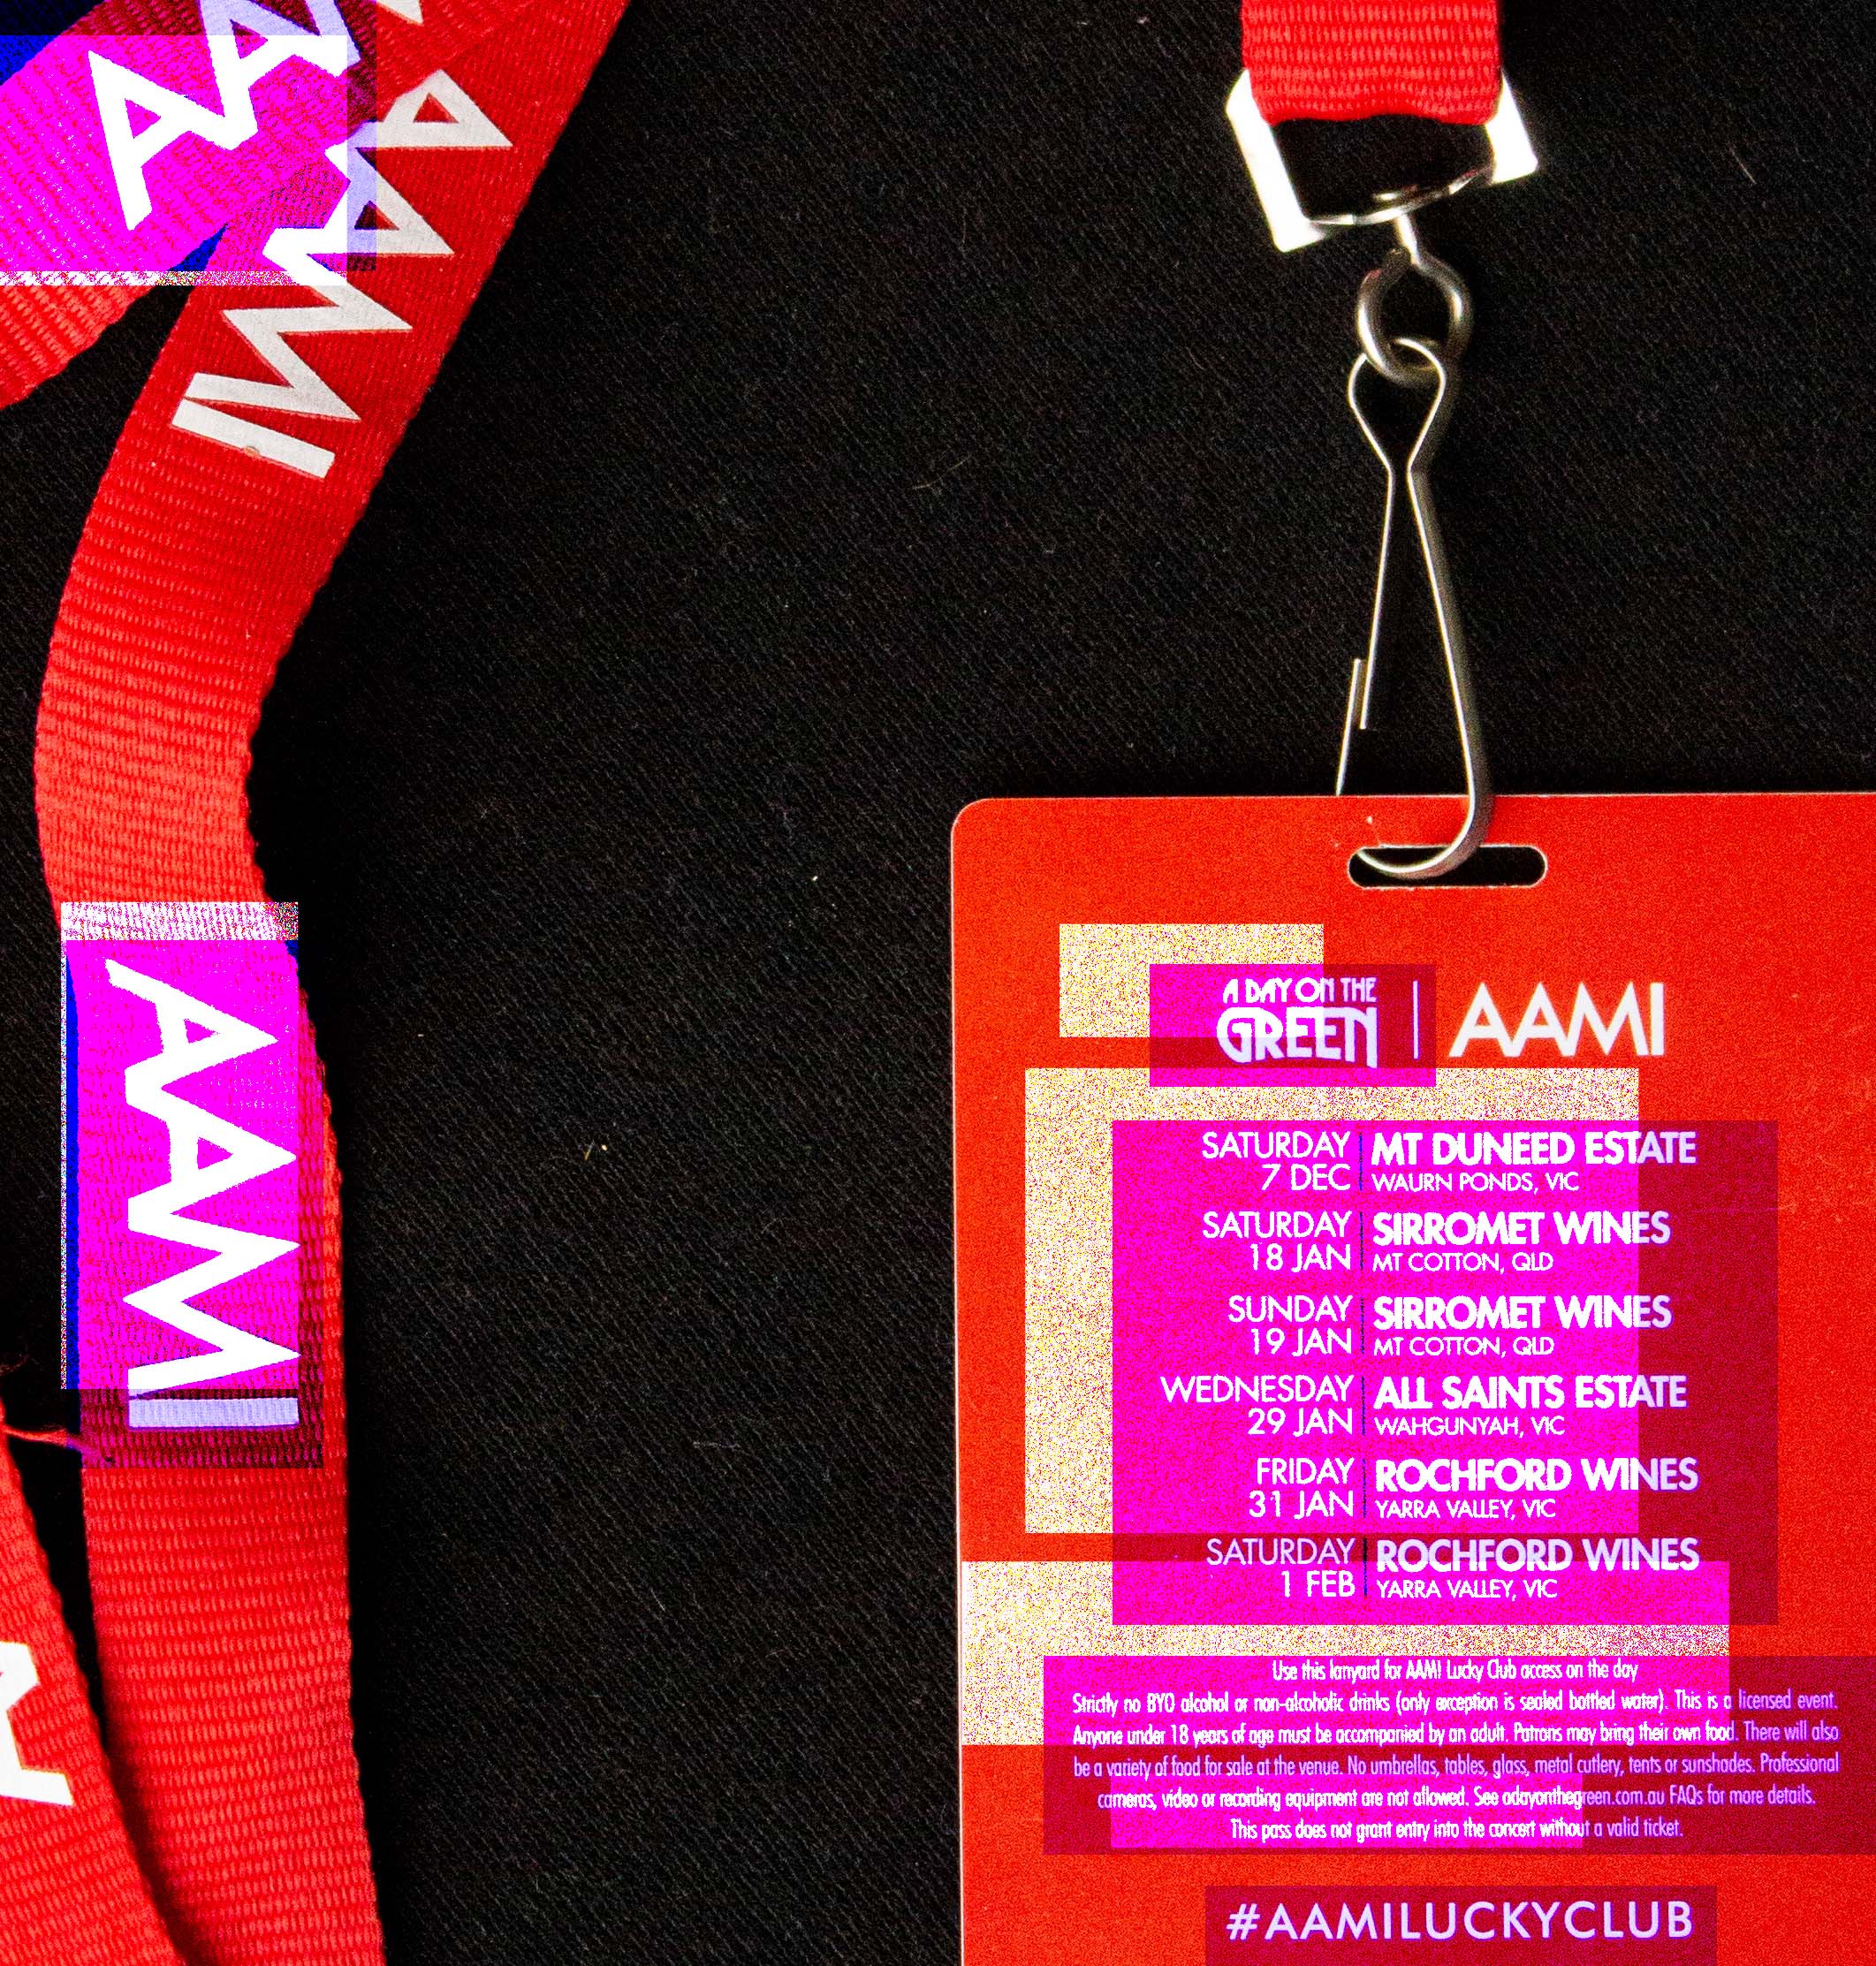 AA
AAMI
AAMI
A DAY ON THE
GREEN
AAMI
SATURDAY
7 DEC
MT DUNEED ESTATE
WAURN PONDS, VIC
SATURDAY
18 JAN
SIRROMET WINES
MT COTTON, QLD
SUNDAY
19 JAN
SIRROMET WINES
MT COTTON, QLD
WEDNESDAY
29 JAN
ALL SAINTS ESTATE
WAHGUNYAH, VIC
FRIDAY
31 JAN
ROCHFORD WINES
YARRA VALLEY, VIC
SATURDAY
1 FEB
ROCHFORD WINES
YARRA VALLEY, VIC
Use this lanyard for AAMI Lucky Club access on the day
Strictly no BYO alcohol or non-alcoholic drinks (only exception is sealed bottled water). This is a licensed event.
Anyone under 18 years of age must be accompanied by an adult. Patrons may bring their own food. There will also
be a variety of food for sale at the venue. No umbrellas, tables, glass, metal cutlery, tents or sunshades. Professional
cameras, video or recording equipment are not allowed. See adayonthegreen.com.au FAQs for more details.
This pass does not grant entry into the concert without a valid ticket.
#AAMILUCKYCLUB